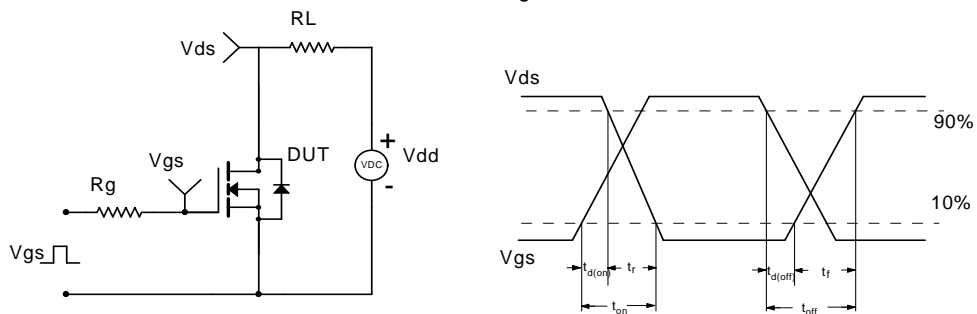 RL
Vds
Vgs
DUT
Rg
+
VDC
Vdd
-
Vgs
Vds
90%
10%
Vgs
td(on)
tr
td(off)
tf
ton
toff